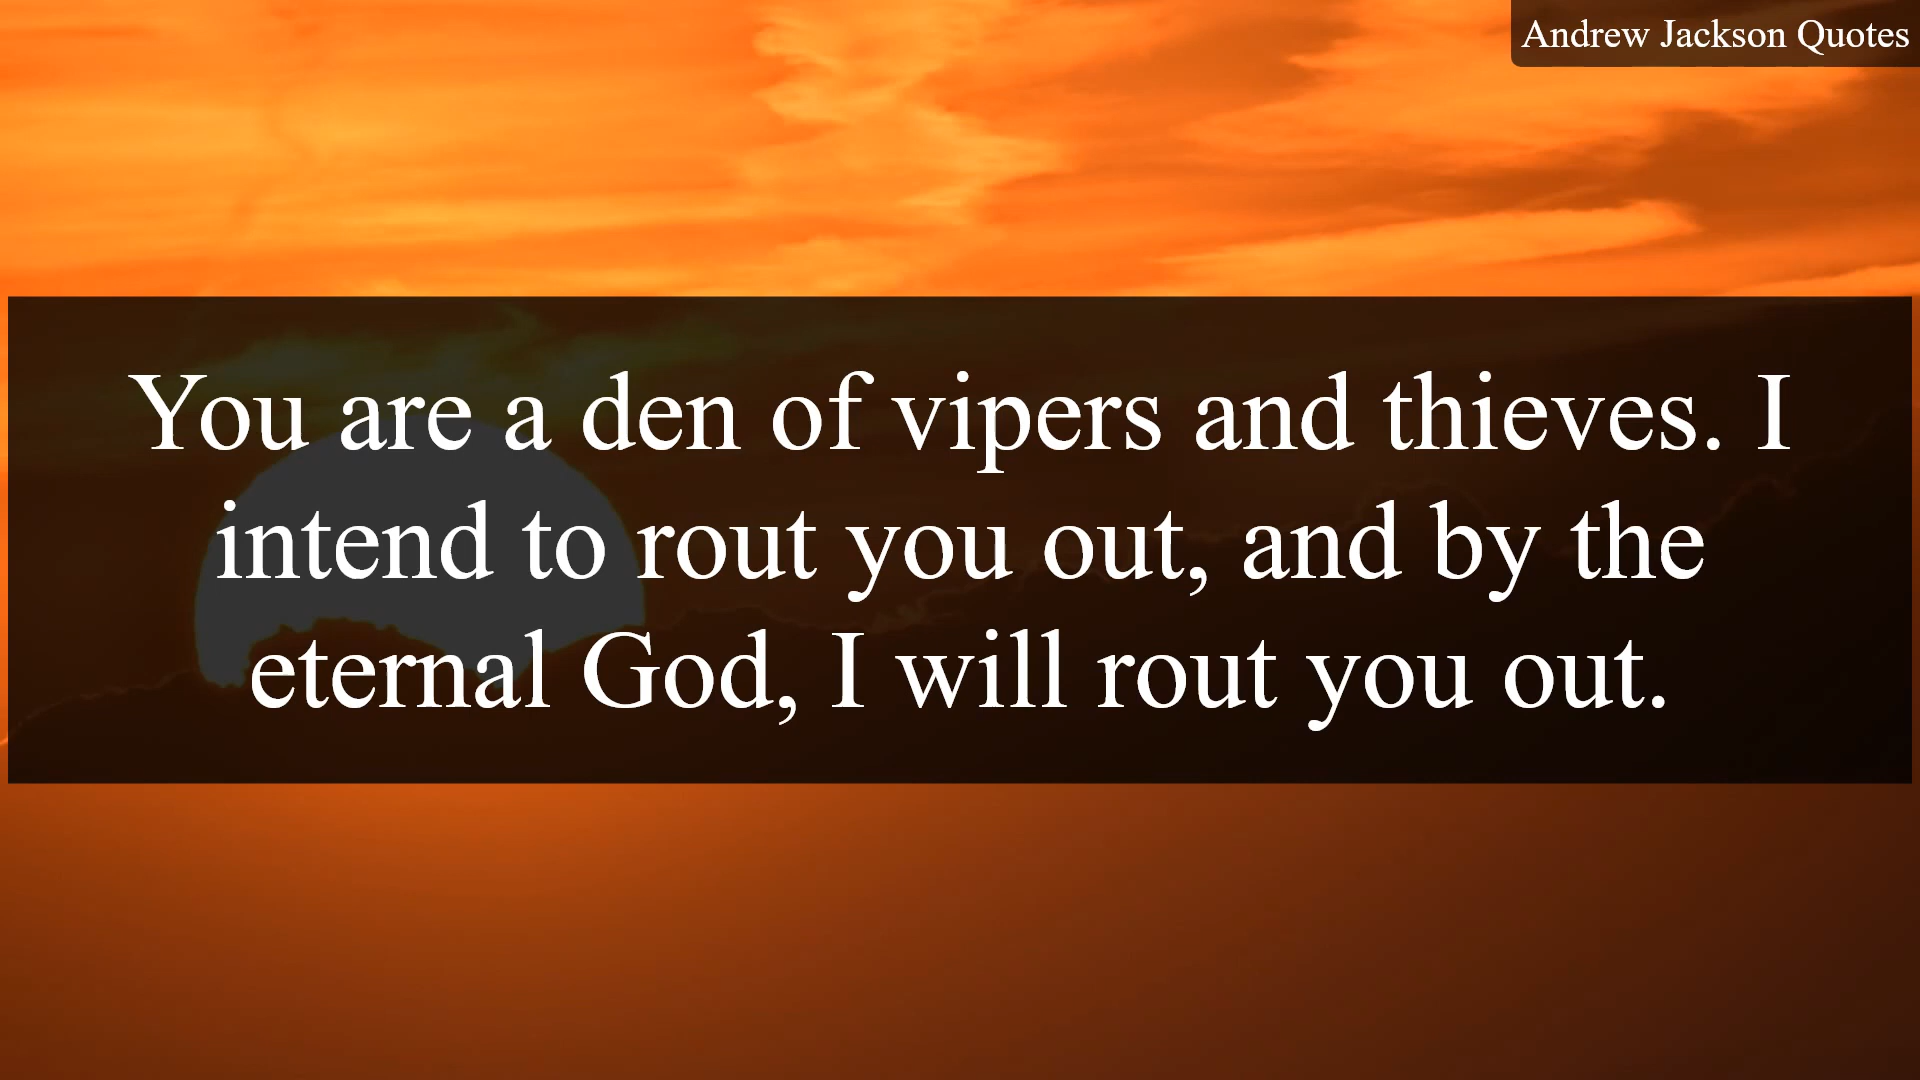 Andrew Jackson Quotes
You are a den of vipers and thieves. I
intend to rout you out, and by the
eternal God, I will rout you out.